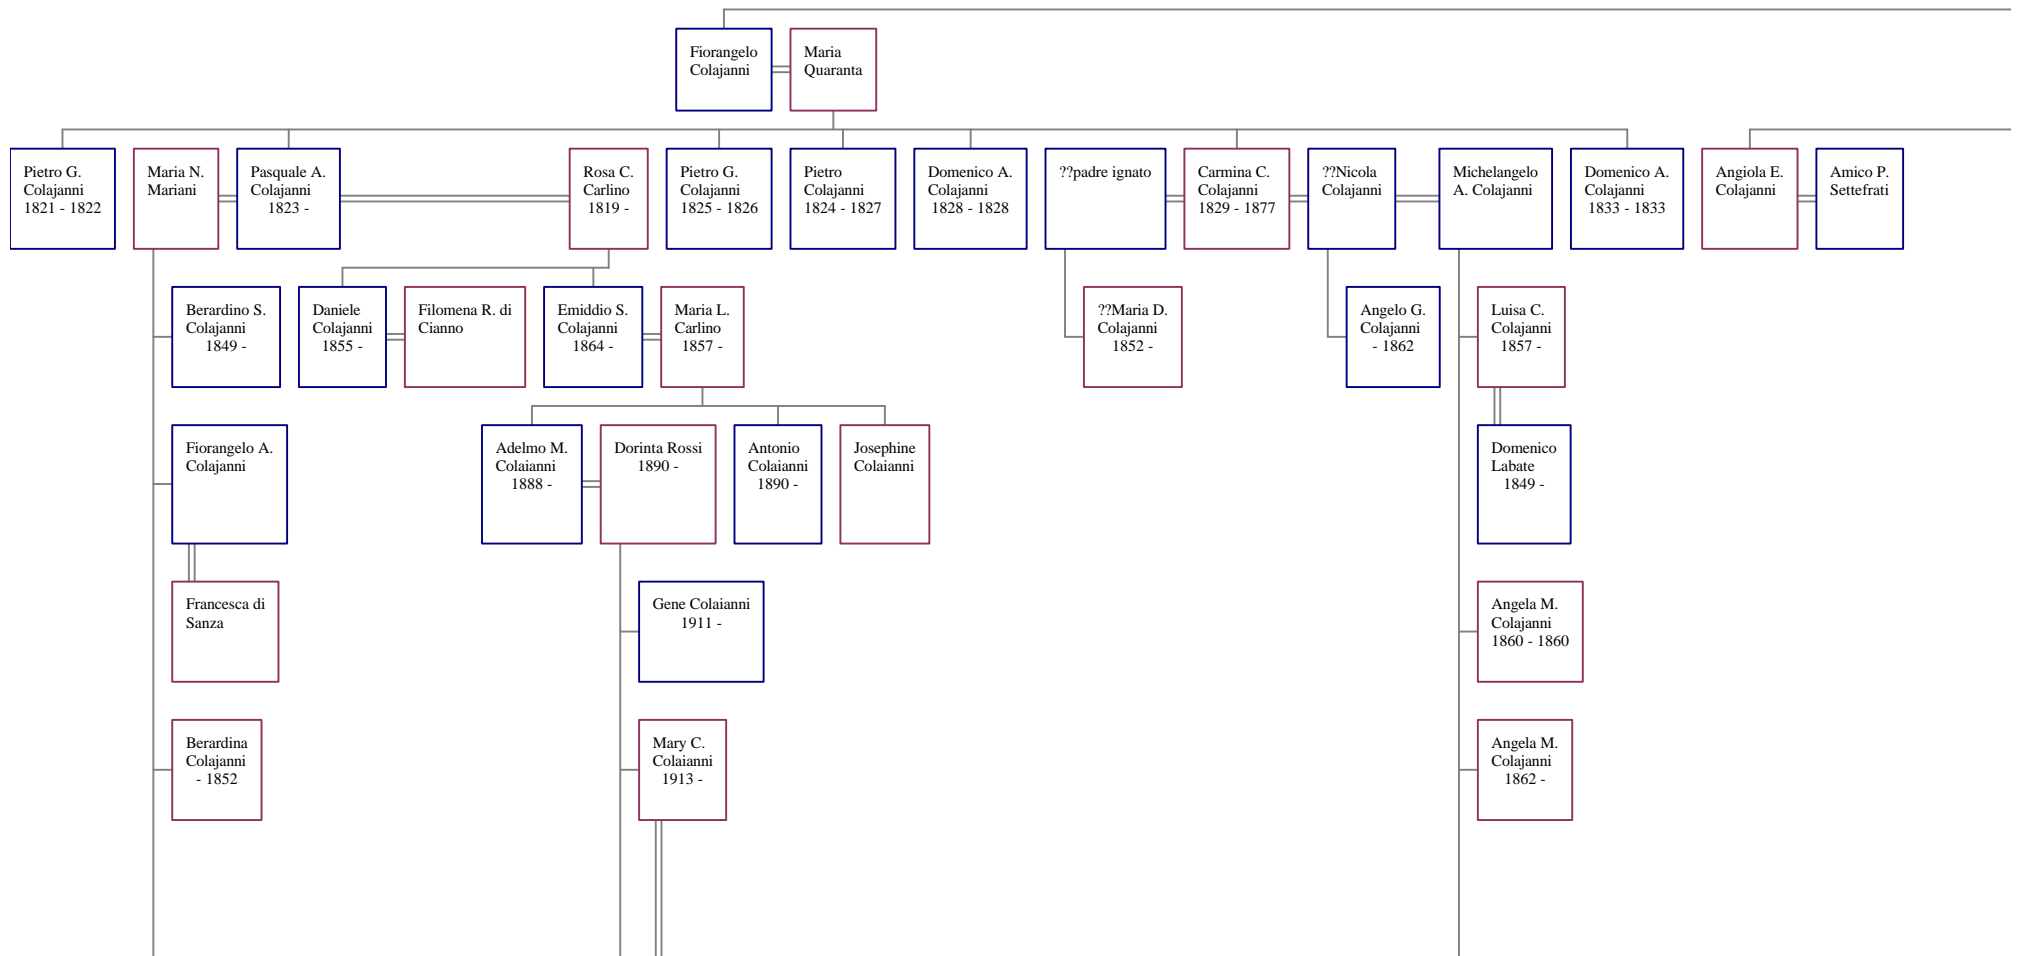 Fiorangelo
Colajanni
Maria
Quaranta
Pietro G.
Colajanni
1821 - 1822
Maria N.
Mariani
Pasquale A.
Colajanni
1823 -
Rosa C.
Carlino
1819 -
Pietro G.
Colajanni
1825 - 1826
Pietro
Colajanni
1824 - 1827
Domenico A.
Colajanni
1828 - 1828
??padre ignato
Carmina C.
Colajanni
1829 - 1877
??Nicola
Colajanni
Michelangelo
A. Colajanni
Domenico A.
Colajanni
1833 - 1833
Angiola E.
Colajanni
Amico P.
Settefrati
Berardino S.
Colajanni
1849 -
Daniele
Colajanni
1855 -
Filomena R. di
Cianno
Emiddio S.
Colajanni
1864 -
Maria L.
Carlino
1857 -
??Maria D.
Colajanni
1852 -
Angelo G.
Colajanni
- 1862
Luisa C.
Colajanni
1857 -
Fiorangelo A.
Colajanni
Adelmo M.
Colaianni
1888 -
Dorinta Rossi
1890 -
Antonio
Colaianni
1890 -
Josephine
Colaianni
Domenico
Labate
1849 -
Francesca di
Sanza
Gene Colaianni
1911 -
Angela M.
Colajanni
1860 - 1860
Berardina
Colajanni
- 1852
Mary C.
Colaianni
1913 -
Angela M.
Colajanni
1862 -